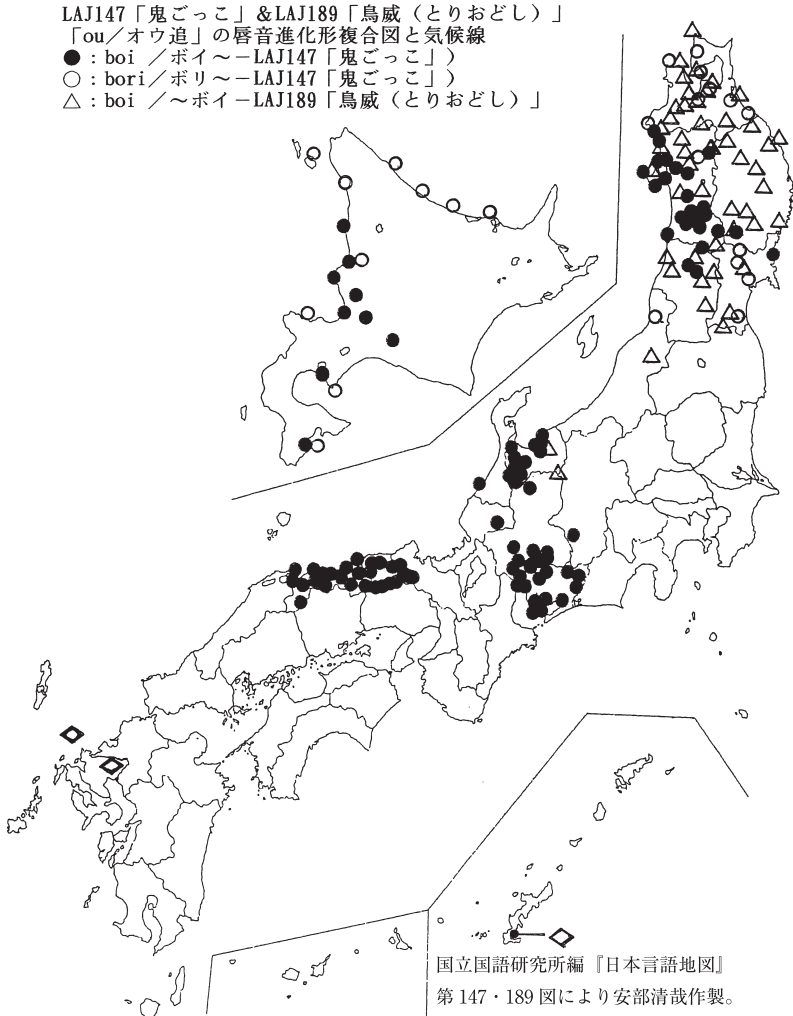 LAJ147「鬼ごっこ」&LAJ189「鳥威(とりおどし)」
「ou/オウ追」の唇音進化形複合図と気候線
●:boi/ボイ~-LAJ147「鬼ごっこ」)
○:bori/ボリ~-LAJ147「鬼ごっこ」)
△:boi /~ボイ-LAJ189「鳥威(とりおどし)」
国立国語研究所編『日本言語地図』
第147・189図により安部清哉作製。